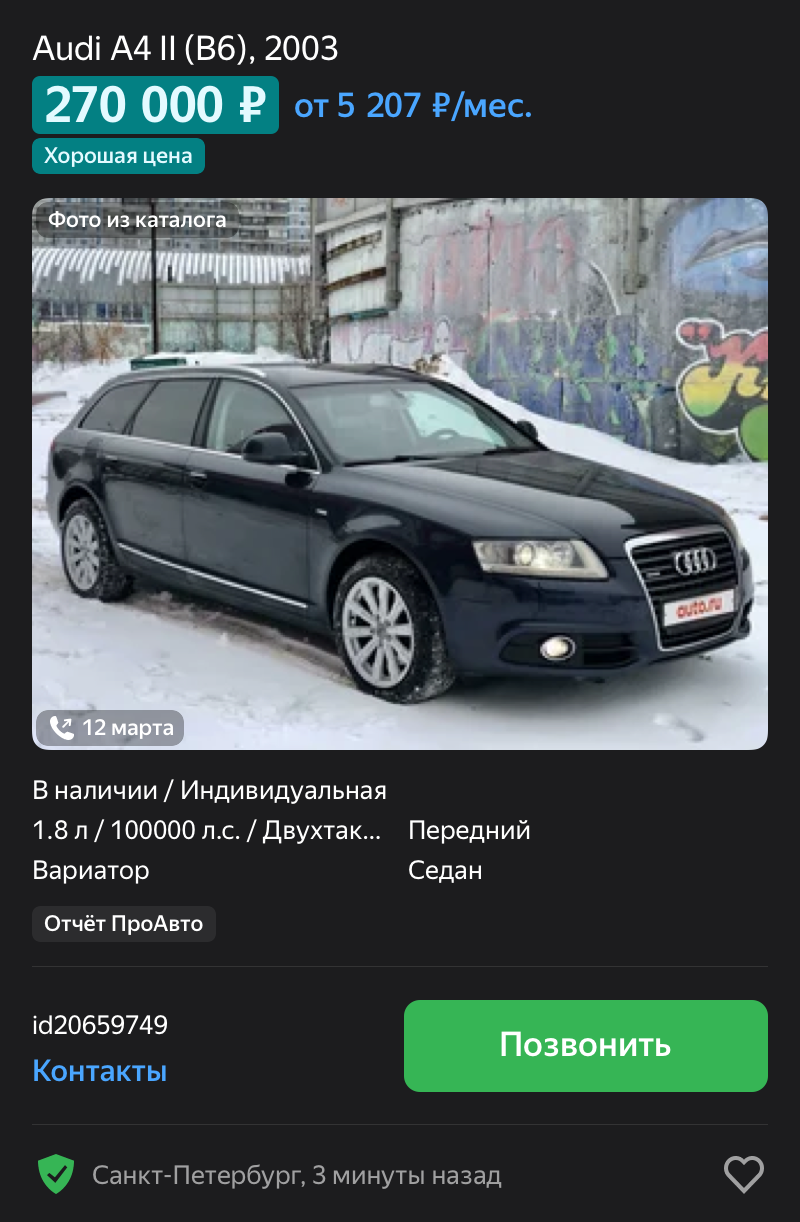 Audi A4 II (B6), 2003
270 000 ₽ от 5 207 ₽/мес.
Хорошая цена
Фото из каталога
auto.ru
12 марта
В наличии / Индивидуальная
1.8 л / 100000 л.с. / Двухтак... Передний
Вариатор Седан
Отчёт ПроАвто
id20659749
Позвонить
Контакты
Санкт-Петербург, 3 минуты назад